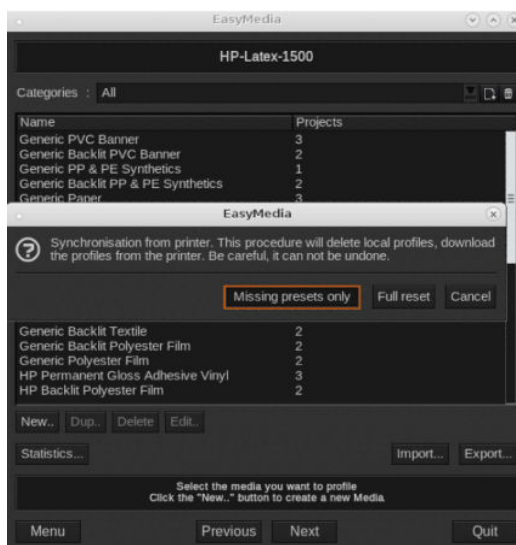 EasyMedia
HP-Latex-1500
Categories : All
Name Projects
Generic PVC Banner 3
Generic Backlit PVC Banner 2
Generic PP & PE Synthetics 1
Generic Backlit PP & PE Synthetics 2
Generic Paper 3
EasyMedia
Synchronisation from printer. This procedure will delete local profiles, download
the profiles from the printer. Be careful, it can not be undone.
Missing presets only Full reset Cancel
Generic Backlit Textile 2
Generic Backlit Polyester Film 2
Generic Polyester Film 2
HP Permanent Gloss Adhesive Vinyl 3
HP Backlit Polyester Film 2
New.. Dup.. Delete Edit..
Statistics... Import... Export...
Select the media you want to profile
Click the "New.." button to create a new Media
Menu Previous Next Quit